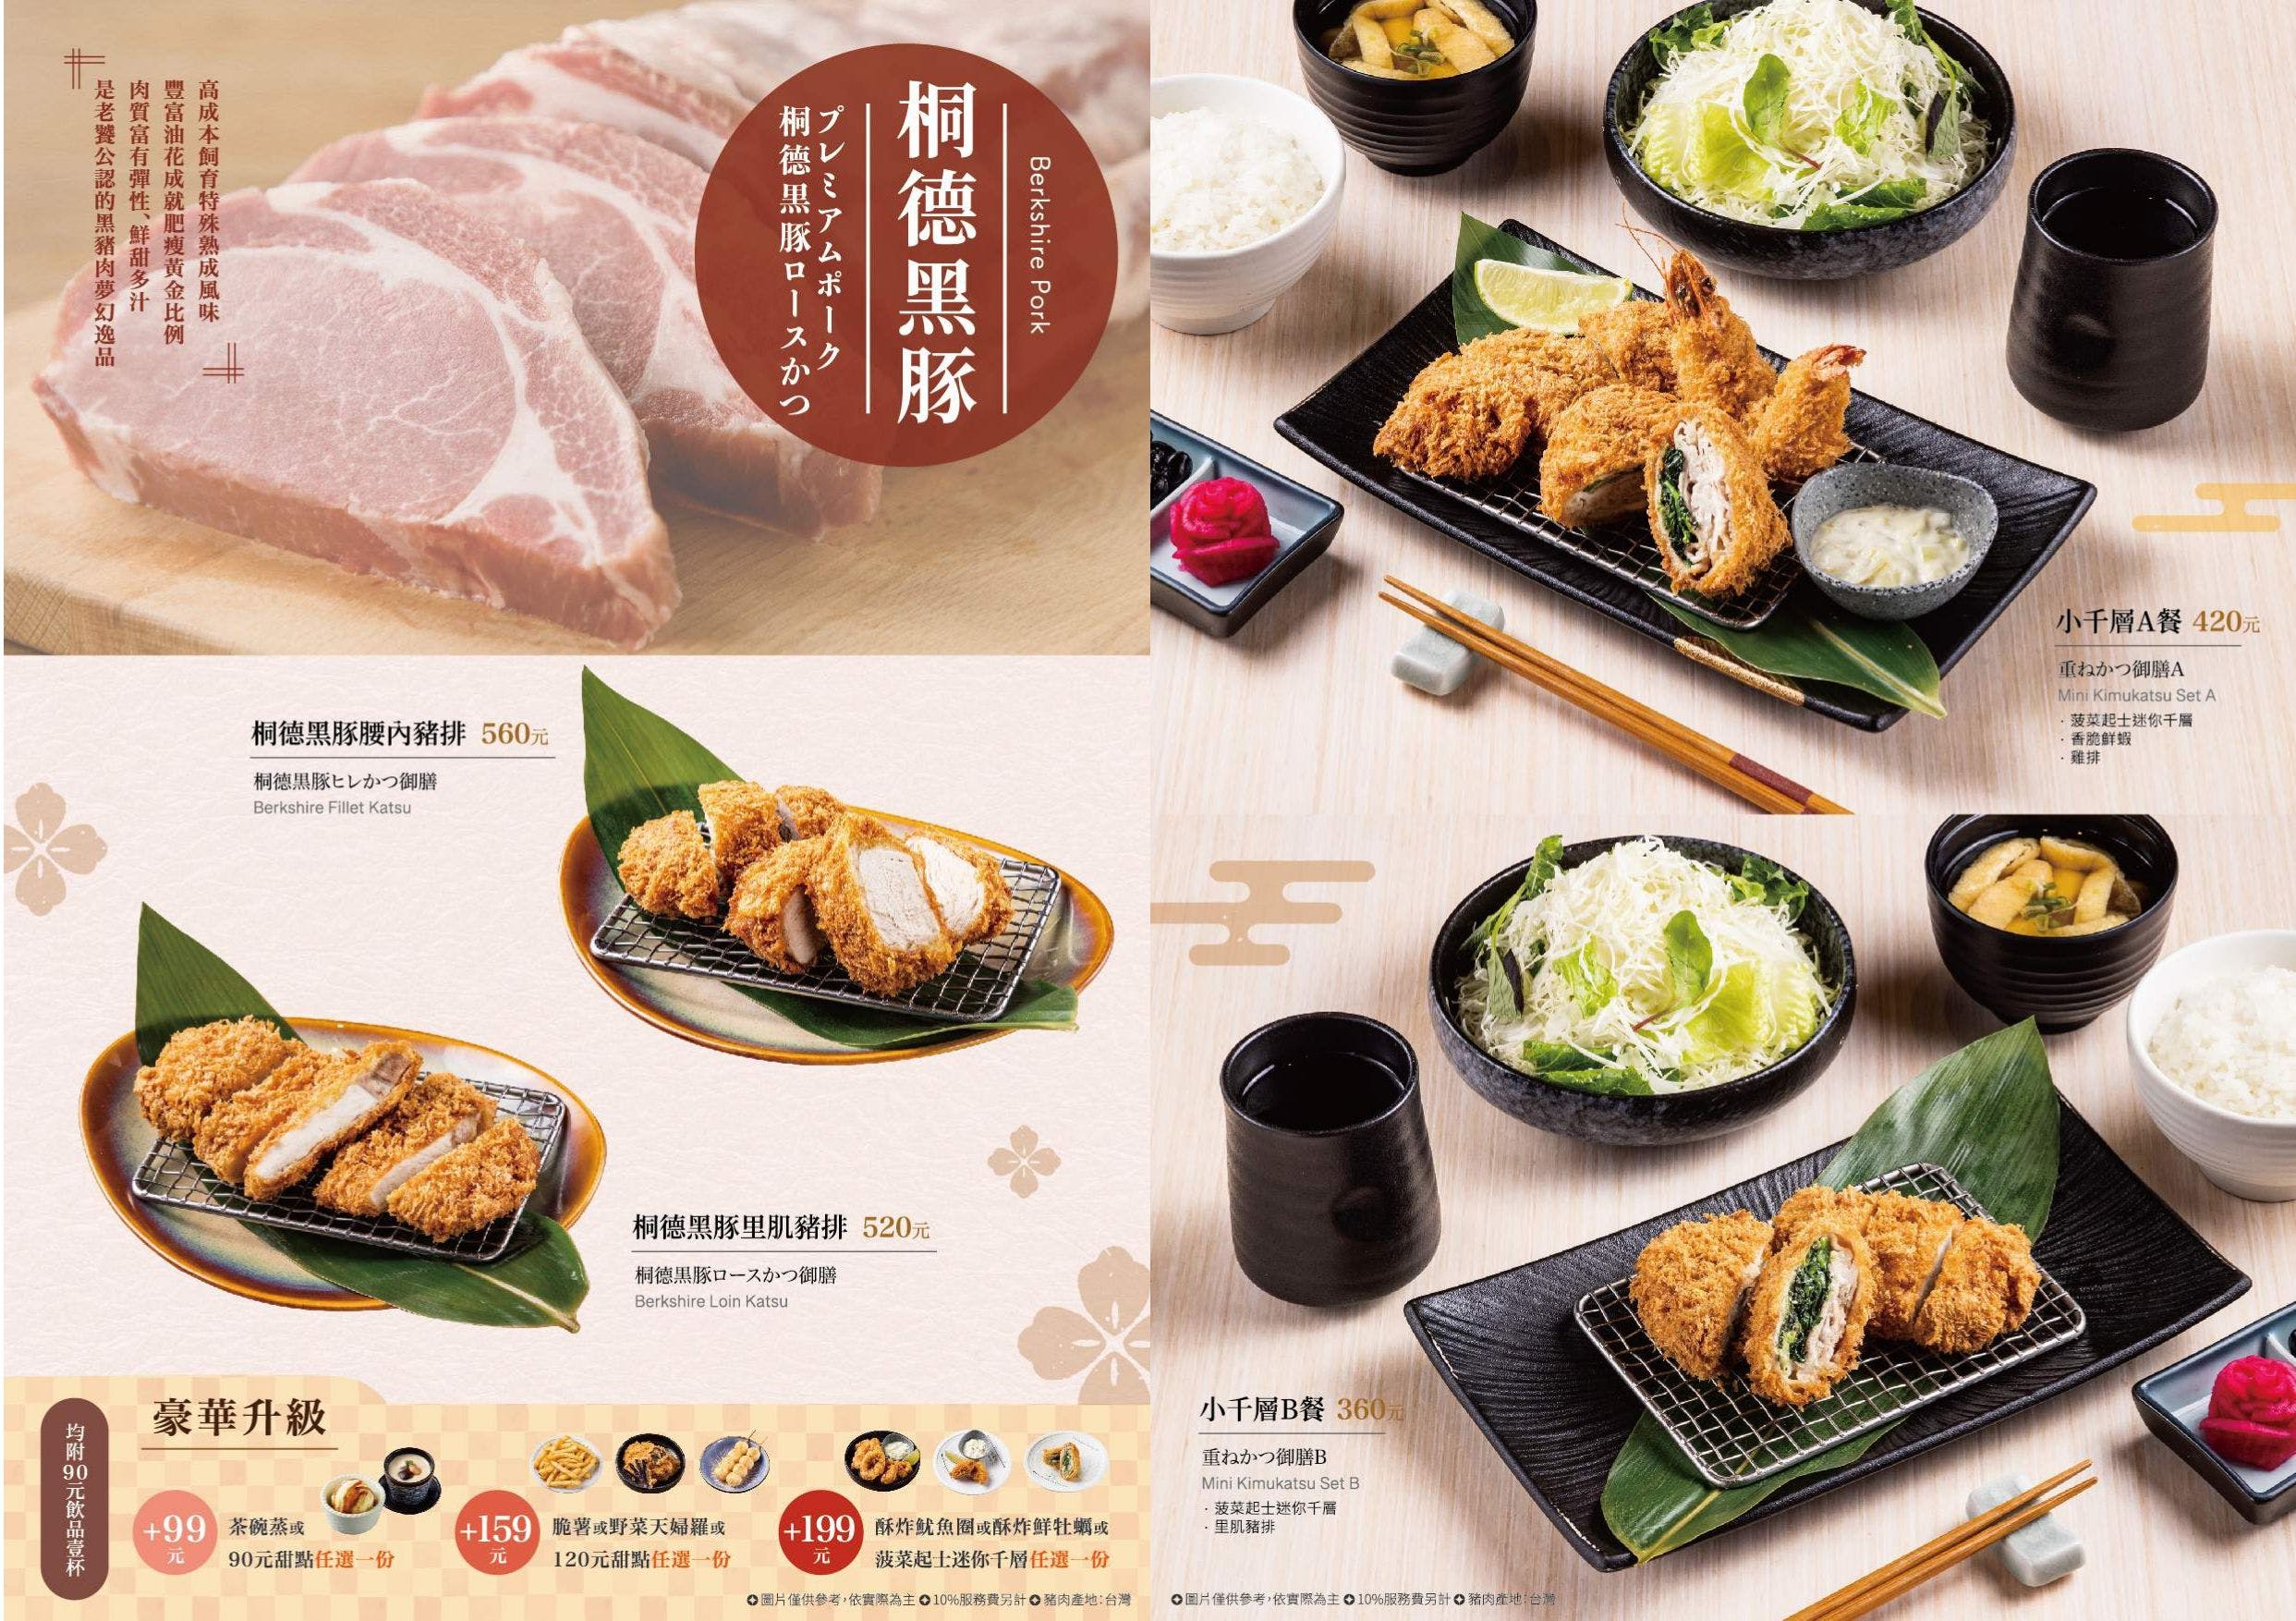 高成本飼育特殊熟成風味
豐富油花成就肥瘦黃金比例
肉質富有彈性、鮮甜多汁
是老饕公認的黑豬肉夢幻逸品
Berkshire Pork
桐德黑豚
プレミアムポーク
桐德黑豚ロースかつ
桐德黑豚腰內豬排 560元
桐德黒豚ヒレかつ御膳
Berkshire Fillet Katsu
桐德黑豚里肌豬排 520元
桐德黒豚ロースかつ御膳
Berkshire Loin Katsu
均附90元飲品壹杯
豪華升級
+99元
茶碗蒸或
90元甜點任選一份
+159元
脆薯或野菜天婦羅或
120元甜點任選一份
+199元
酥炸魷魚圈或酥炸鮮牡蠣或
菠菜起士迷你千層任選一份
圖片僅供參考，依實際為主 10%服務費另計 豬肉產地：台灣
小千層A餐 420元
重ねかつ御膳A
Mini Kimukatsu Set A
· 菠菜起士迷你千層
· 香脆鮮蝦
· 雞排
小千層B餐 360元
重ねかつ御膳B
Mini Kimukatsu Set B
· 菠菜起士迷你千層
· 里肌豬排
圖片僅供參考，依實際為主 10%服務費另計 豬肉產地：台灣